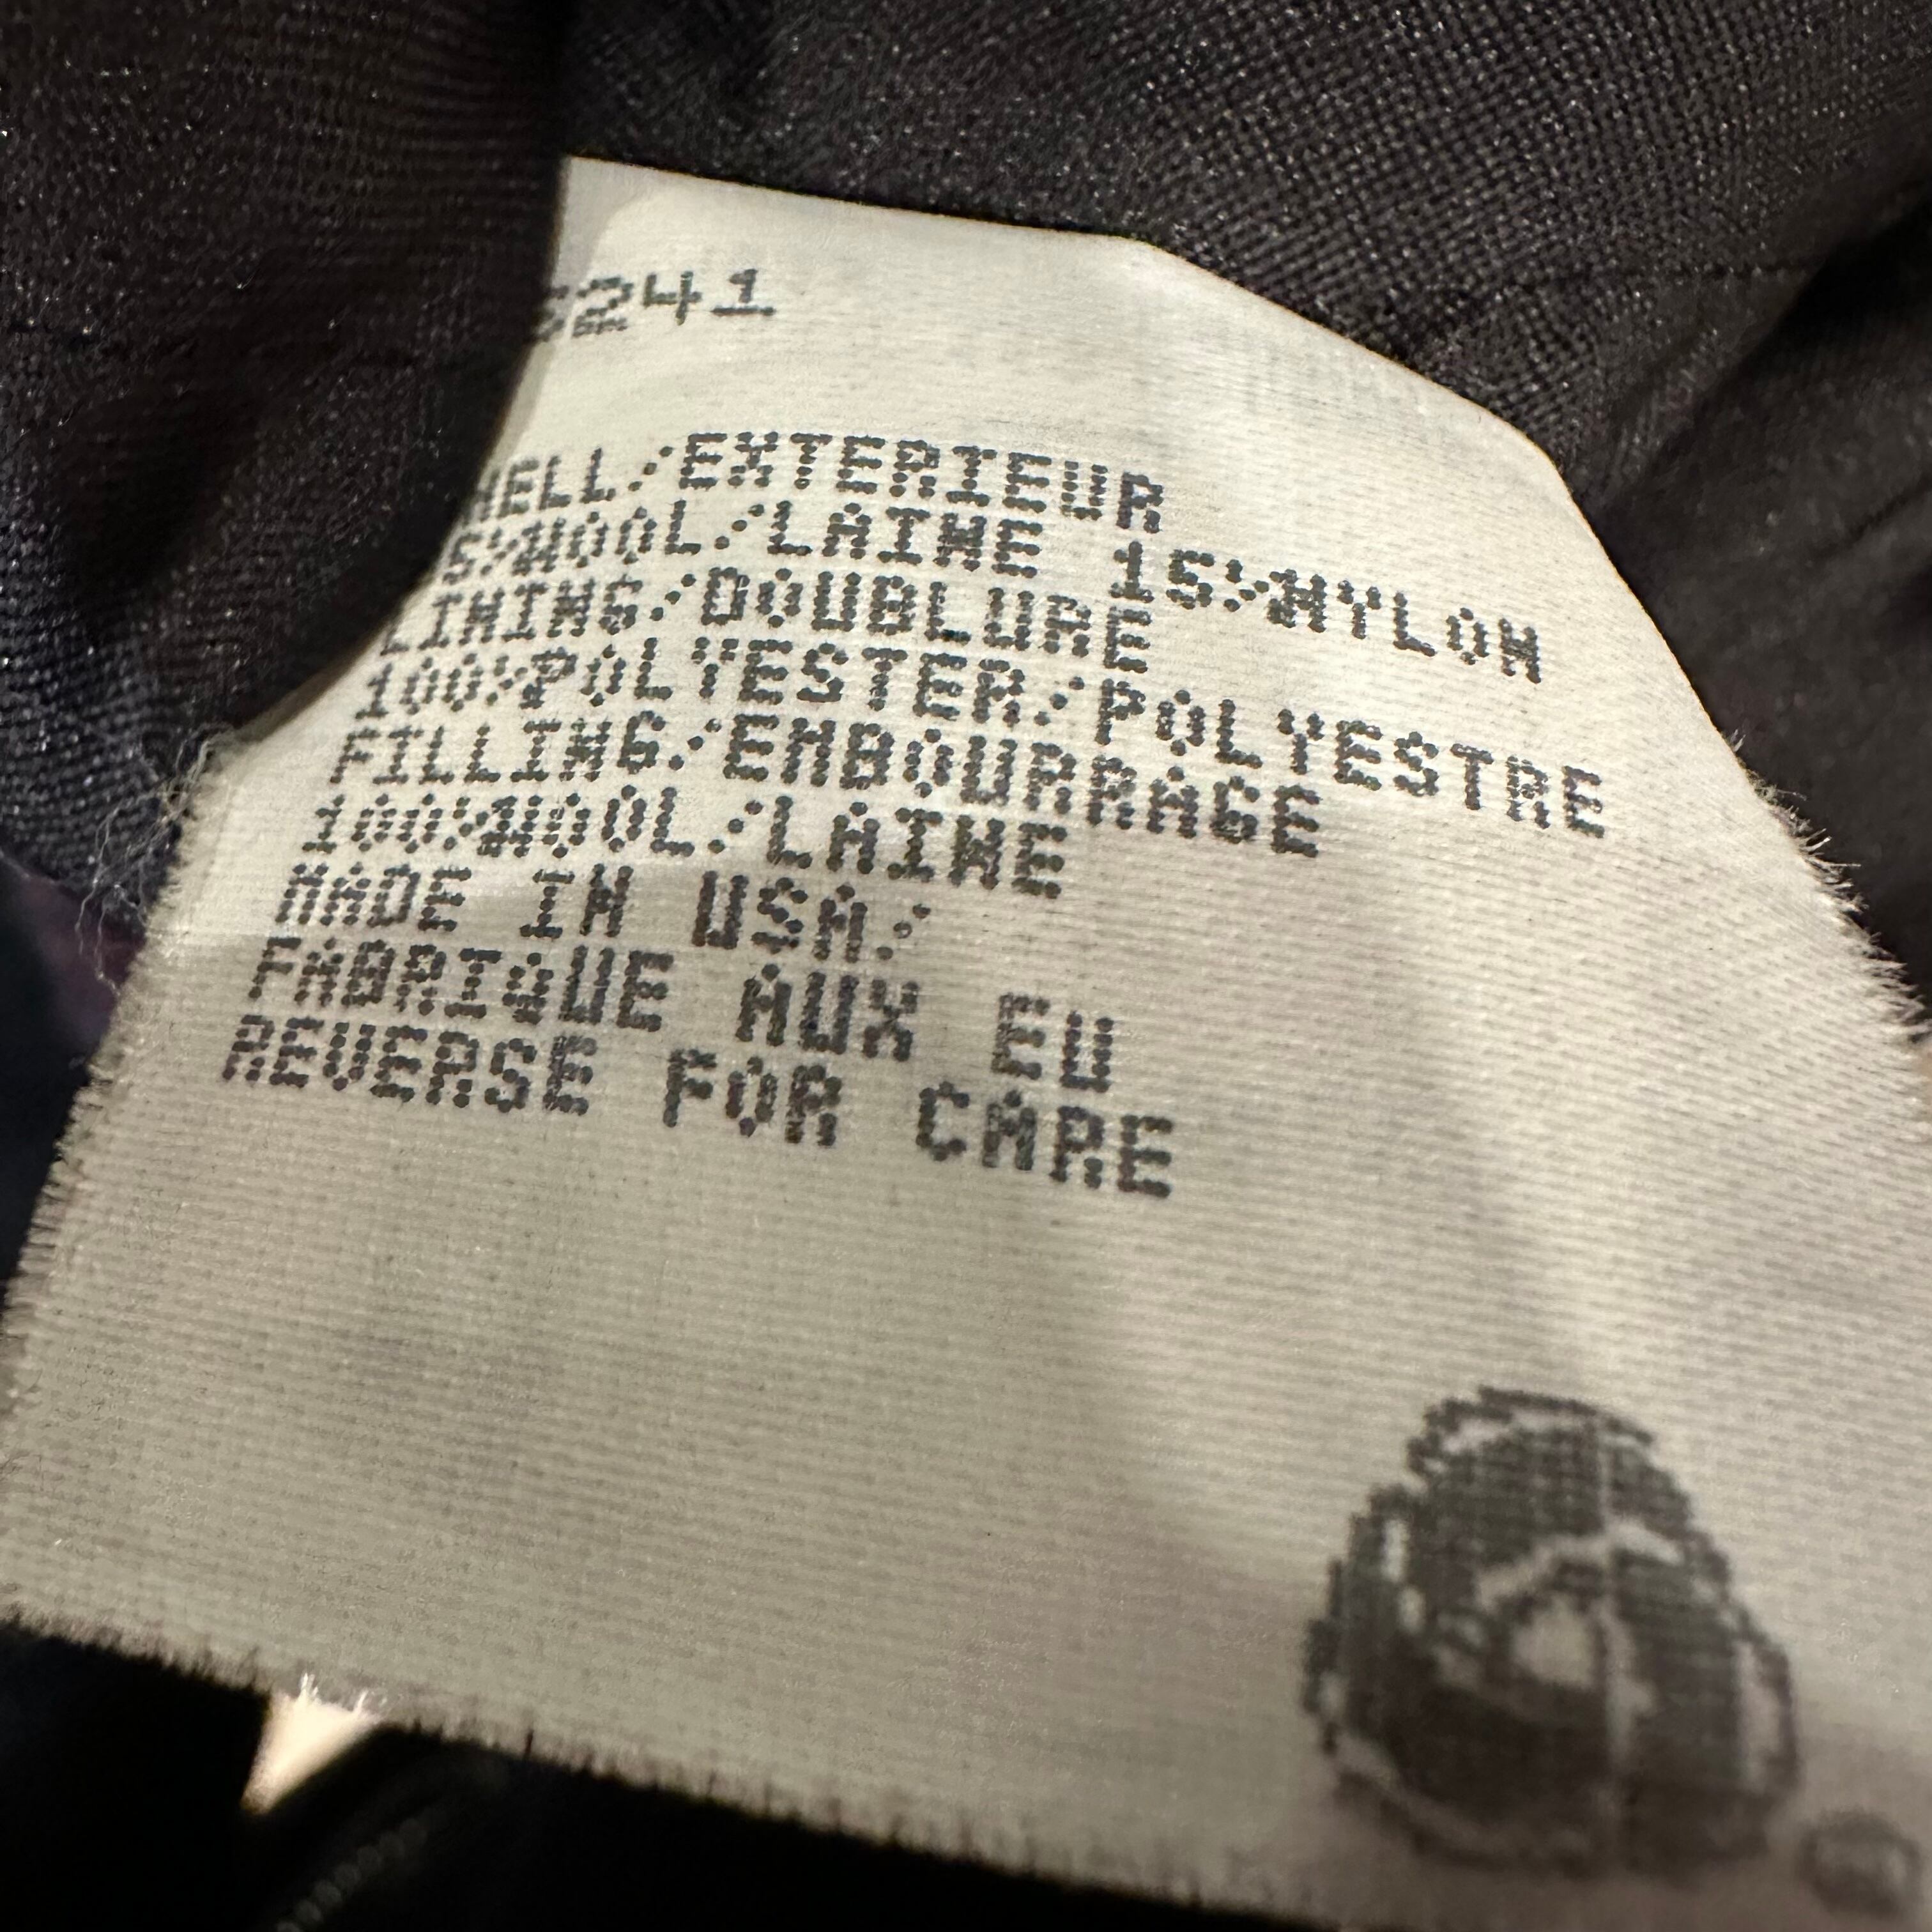 241
HELL/EXTERIEUR
5%WOOL/LAINE 15%NYLON
LINING/DOUBLURE
100%POLYESTER/POLYESTRE
FILLING/EMBOURRAGE
100%WOOL/LAINE
MADE IN USA/
FABRIQUE AUX EU
REVERSE FOR CARE